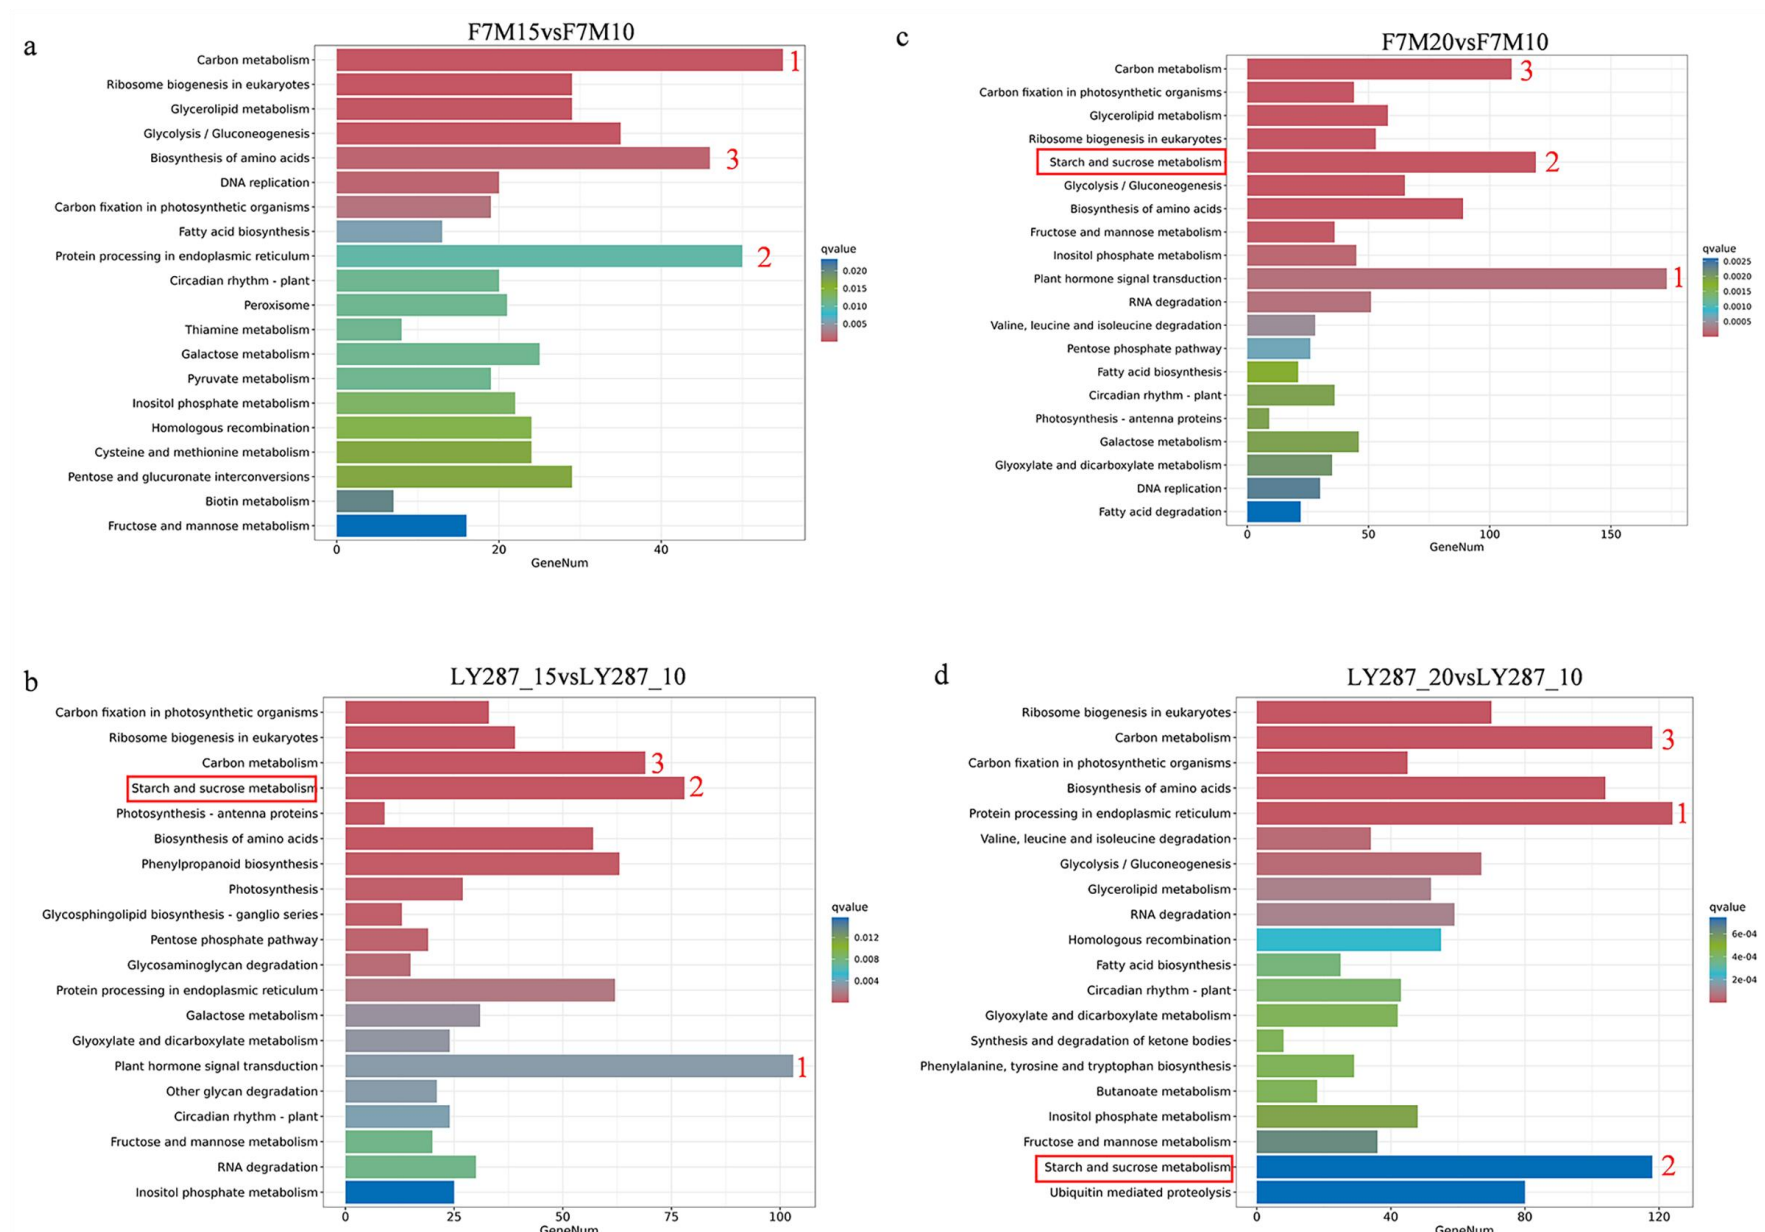 a
F7M15vsF7M10
Carbon metabolism 1
Ribosome biogenesis in eukaryotes
Glycerolipid metabolism
Glycolysis / Gluconeogenesis
Biosynthesis of amino acids 3
DNA replication
Carbon fixation in photosynthetic organisms
Fatty acid biosynthesis
Protein processing in endoplasmic reticulum 2
Circadian rhythm - plant
Peroxisome
Thiamine metabolism
Galactose metabolism
Pyruvate metabolism
Inositol phosphate metabolism
Homologous recombination
Cysteine and methionine metabolism
Pentose and glucuronate interconversions
Biotin metabolism
Fructose and mannose metabolism
0 20 40
GeneNum
qvalue
0.020
0.015
0.010
0.005
c
F7M20vsF7M10
Carbon metabolism 3
Carbon fixation in photosynthetic organisms
Glycerolipid metabolism
Ribosome biogenesis in eukaryotes
Starch and sucrose metabolism 2
Glycolysis / Gluconeogenesis
Biosynthesis of amino acids
Fructose and mannose metabolism
Inositol phosphate metabolism
Plant hormone signal transduction 1
RNA degradation
Valine, leucine and isoleucine degradation
Pentose phosphate pathway
Fatty acid biosynthesis
Circadian rhythm - plant
Photosynthesis - antenna proteins
Galactose metabolism
Glyoxylate and dicarboxylate metabolism
DNA replication
Fatty acid degradation
0 50 100 150
GeneNum
qvalue
0.0025
0.0020
0.0015
0.0010
0.0005
b
LY287_15vsLY287_10
Carbon fixation in photosynthetic organisms
Ribosome biogenesis in eukaryotes
Carbon metabolism 3
Starch and sucrose metabolism 2
Photosynthesis - antenna proteins
Biosynthesis of amino acids
Phenylpropanoid biosynthesis
Photosynthesis
Glycosphingolipid biosynthesis - ganglio series
Pentose phosphate pathway
Glycosaminoglycan degradation
Protein processing in endoplasmic reticulum
Galactose metabolism
Glyoxylate and dicarboxylate metabolism
Plant hormone signal transduction 1
Other glycan degradation
Circadian rhythm - plant
Fructose and mannose metabolism
RNA degradation
Inositol phosphate metabolism
0 25 50 75 100
GeneNum
qvalue
0.012
0.008
0.004
d
LY287_20vsLY287_10
Ribosome biogenesis in eukaryotes
Carbon metabolism 3
Carbon fixation in photosynthetic organisms
Biosynthesis of amino acids
Protein processing in endoplasmic reticulum 1
Valine, leucine and isoleucine degradation
Glycolysis / Gluconeogenesis
Glycerolipid metabolism
RNA degradation
Homologous recombination
Fatty acid biosynthesis
Circadian rhythm - plant
Glyoxylate and dicarboxylate metabolism
Synthesis and degradation of ketone bodies
Phenylalanine, tyrosine and tryptophan biosynthesis
Butanoate metabolism
Inositol phosphate metabolism
Fructose and mannose metabolism
Starch and sucrose metabolism 2
Ubiquitin mediated proteolysis
0 40 80 120
GeneNum
qvalue
6e-04
4e-04
2e-04